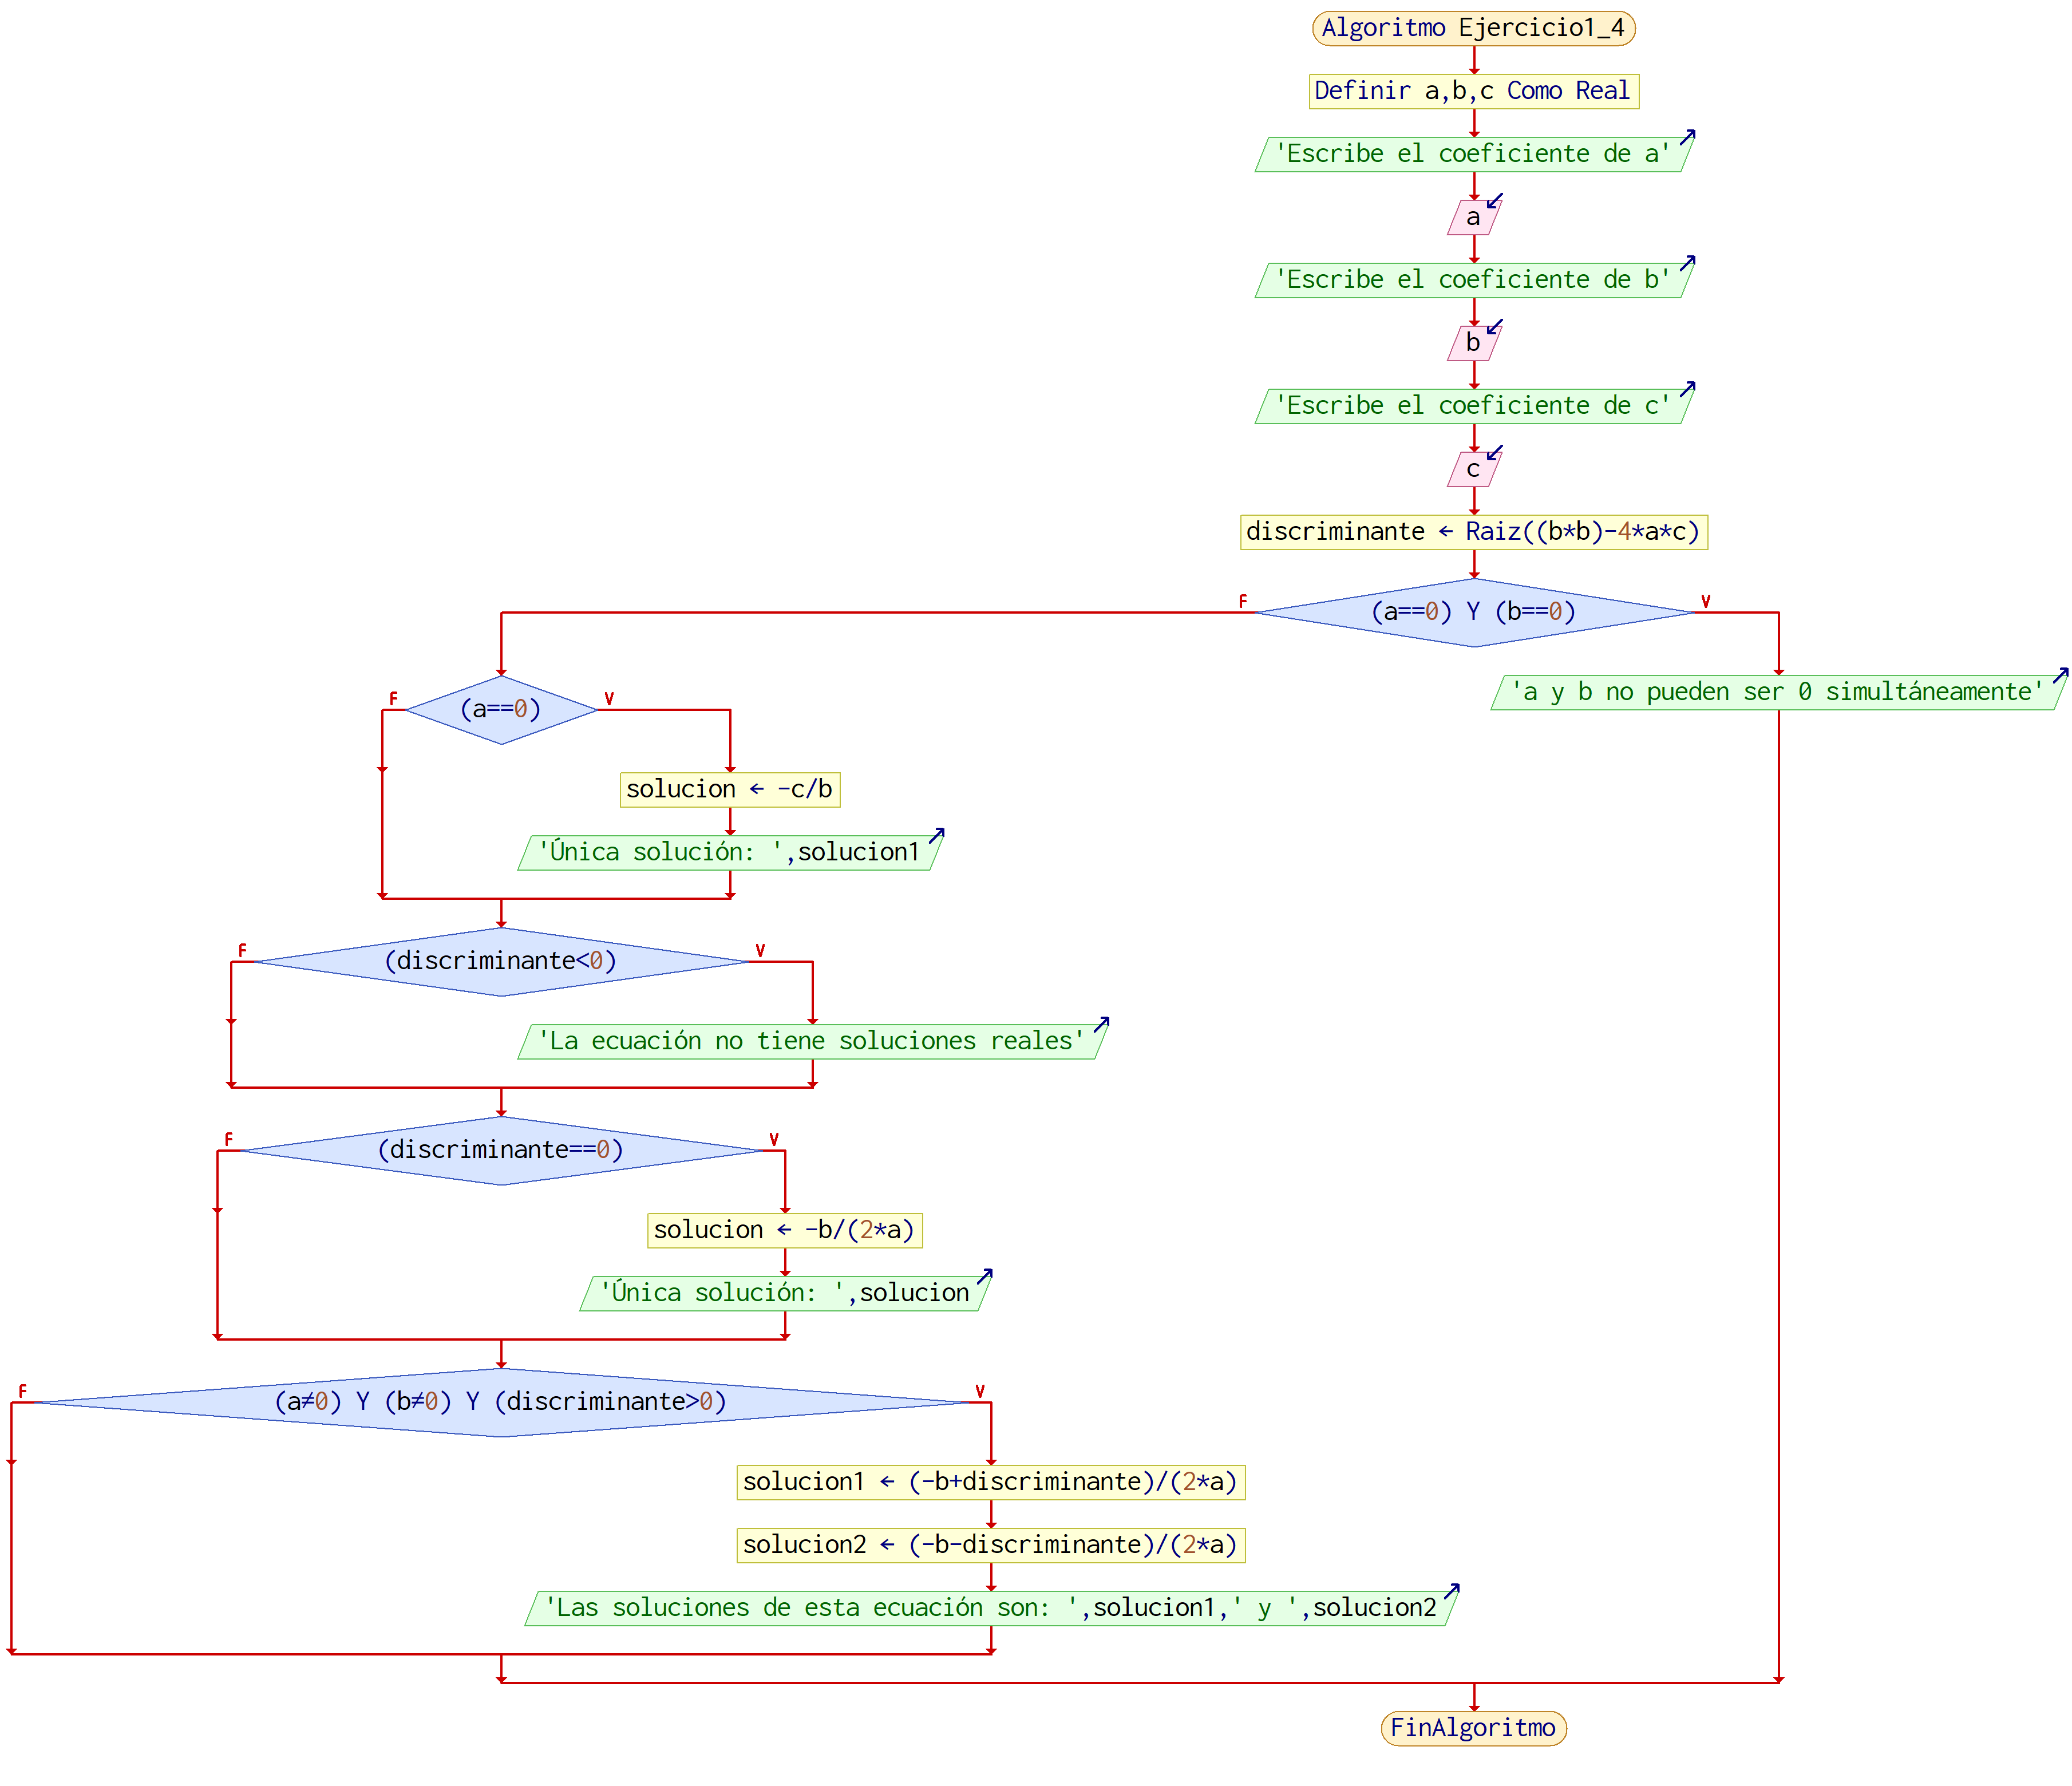 Algoritmo Ejercicio1_4
Definir a,b,c Como Real
'Escribe el coeficiente de a'
a
'Escribe el coeficiente de b'
b
'Escribe el coeficiente de c'
c
discriminante ← Raiz((b*b)-4*a*c)
(a==0) Y (b==0)
F
V
'a y b no pueden ser 0 simultáneamente'
(a==0)
F
V
solucion ← -c/b
'Única solución: ',solucion1
(discriminante<0)
F
V
'La ecuación no tiene soluciones reales'
(discriminante==0)
F
V
solucion ← -b/(2*a)
'Única solución: ',solucion
(a≠0) Y (b≠0) Y (discriminante>0)
F
V
solucion1 ← (-b+discriminante)/(2*a)
solucion2 ← (-b-discriminante)/(2*a)
'Las soluciones de esta ecuación son: ',solucion1,' y ',solucion2
FinAlgoritmo